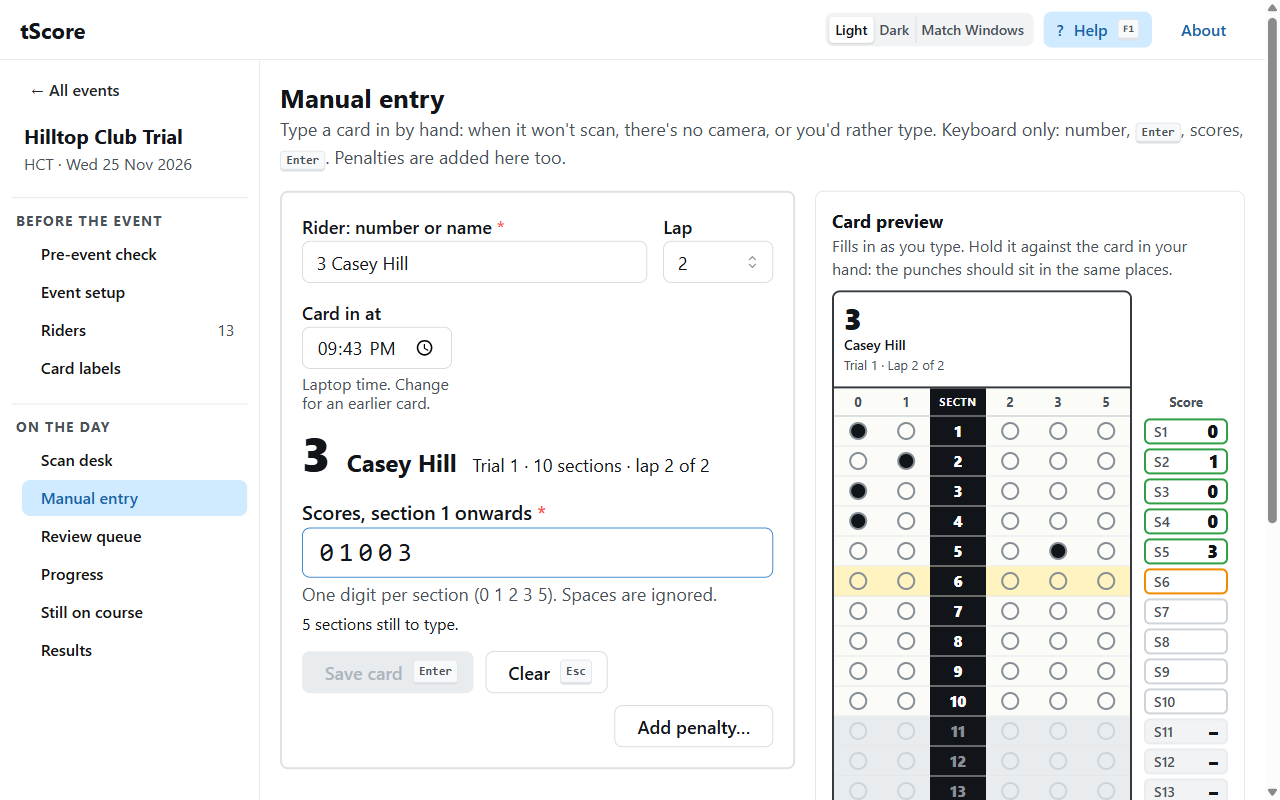 tScore
Light Dark Match Windows
? Help F1
About
← All events
Hilltop Club Trial
HCT · Wed 25 Nov 2026
BEFORE THE EVENT
Pre-event check
Event setup
Riders 13
Card labels
ON THE DAY
Scan desk
Manual entry
Review queue
Progress
Still on course
Results
Manual entry
Type a card in by hand: when it won't scan, there's no camera, or you'd rather type. Keyboard only: number, Enter, scores,
Enter. Penalties are added here too.
Rider: number or name *
3 Casey Hill
Lap
2
Card in at
09:43 PM
Laptop time. Change
for an earlier card.
3 Casey Hill Trial 1 · 10 sections · lap 2 of 2
Scores, section 1 onwards *
01003
One digit per section (0 1 2 3 5). Spaces are ignored.
5 sections still to type.
Save card Enter
Clear Esc
Add penalty...
Card preview
Fills in as you type. Hold it against the card in your
hand: the punches should sit in the same places.
3
Casey Hill
Trial 1 · Lap 2 of 2
0 1 SECTN 2 3 5 Score
1 S1 0
2 S2 1
3 S3 0
4 S4 0
5 S5 3
6 S6
7 S7
8 S8
9 S9
10 S10
11 S11 –
12 S12 –
13 S13 –